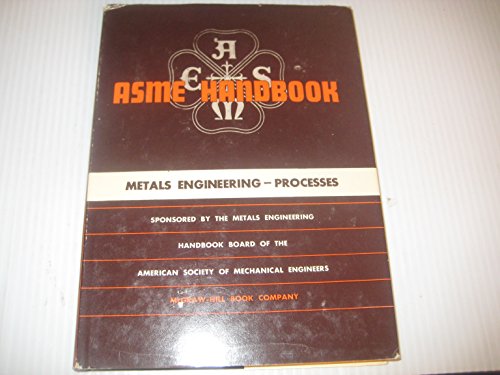 A
E S
M
ASME HANDBOOK
METALS ENGINEERING — PROCESSES
SPONSORED BY THE METALS ENGINEERING
HANDBOOK BOARD OF THE
AMERICAN SOCIETY OF MECHANICAL ENGINEERS
McGRAW-HILL BOOK COMPANY